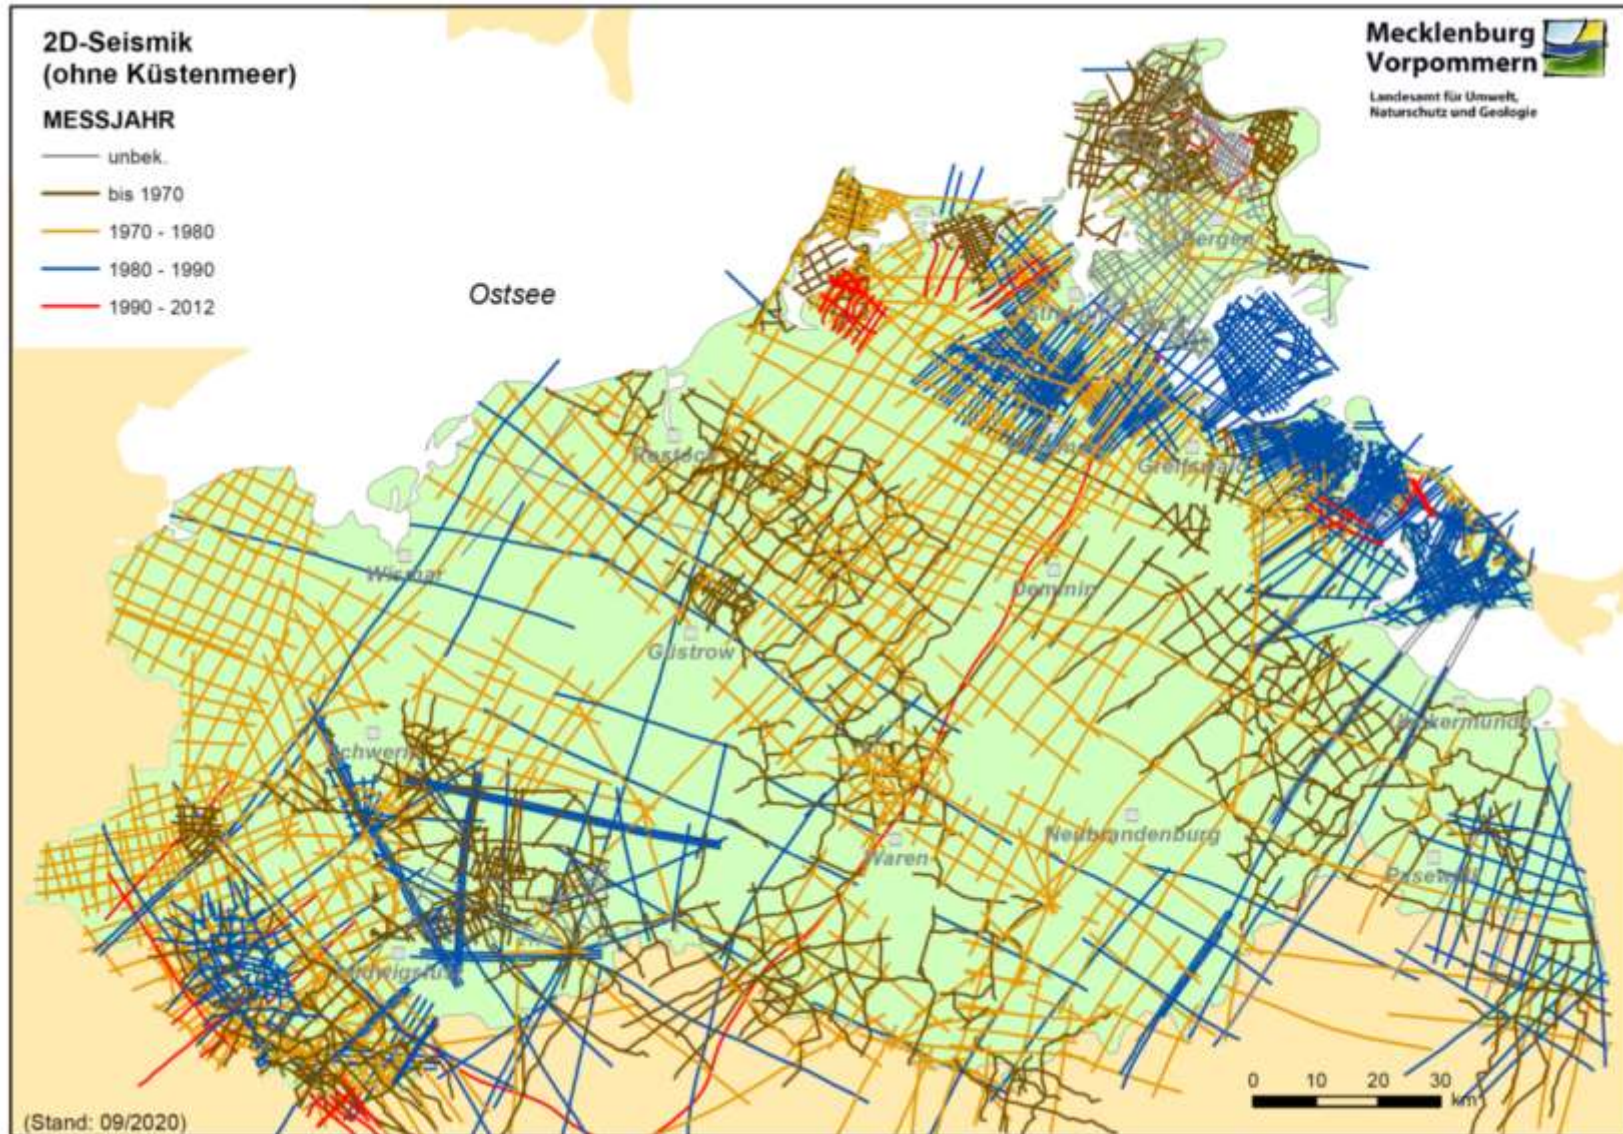 2D-Seismik
(ohne Küstenmeer)
MESSJAHR
unbek.
bis 1970
1970 - 1980
1980 - 1990
1990 - 2012
Mecklenburg
Vorpommern
Landesamt für Umwelt,
Naturschutz und Geologie
Ostsee
Bergen
Greifswald
Rostock
Wismar
Demmin
Güstrow
Schwerin
Neubrandenburg
Waren
Pasewalk
Ludwigslust
0 10 20 30
km
(Stand: 09/2020)